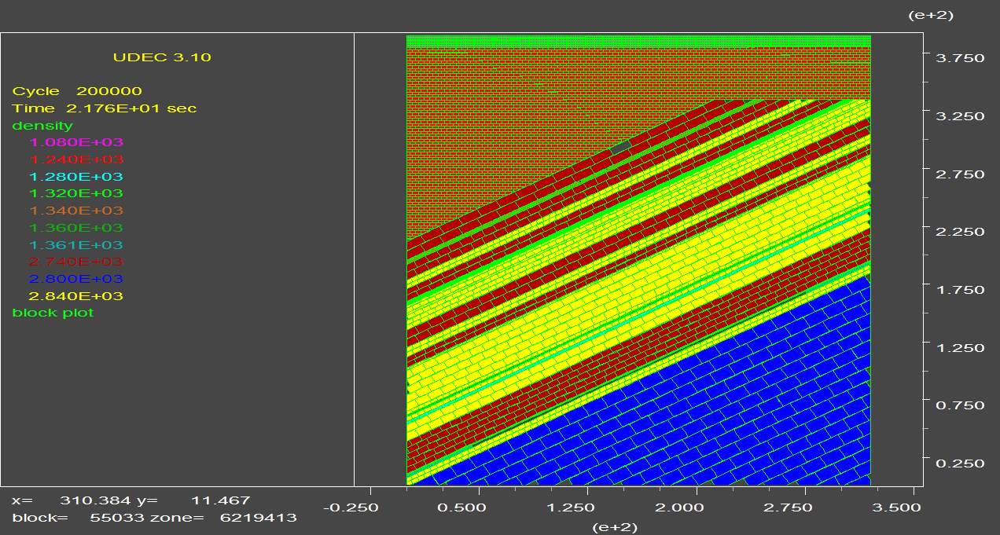 (e+2)
UDEC 3.10
Cycle 200000
Time 2.176E+01 sec
density
1.080E+03
1.240E+03
1.280E+03
1.320E+03
1.340E+03
1.360E+03
1.361E+03
2.740E+03
2.800E+03
2.840E+03
block plot
3.750
3.250
2.750
2.250
1.750
1.250
0.750
0.250
x= 310.384 y= 11.467
block= 55033 zone= 6219413
-0.250 0.500 1.250 2.000 2.750 3.500
(e+2)